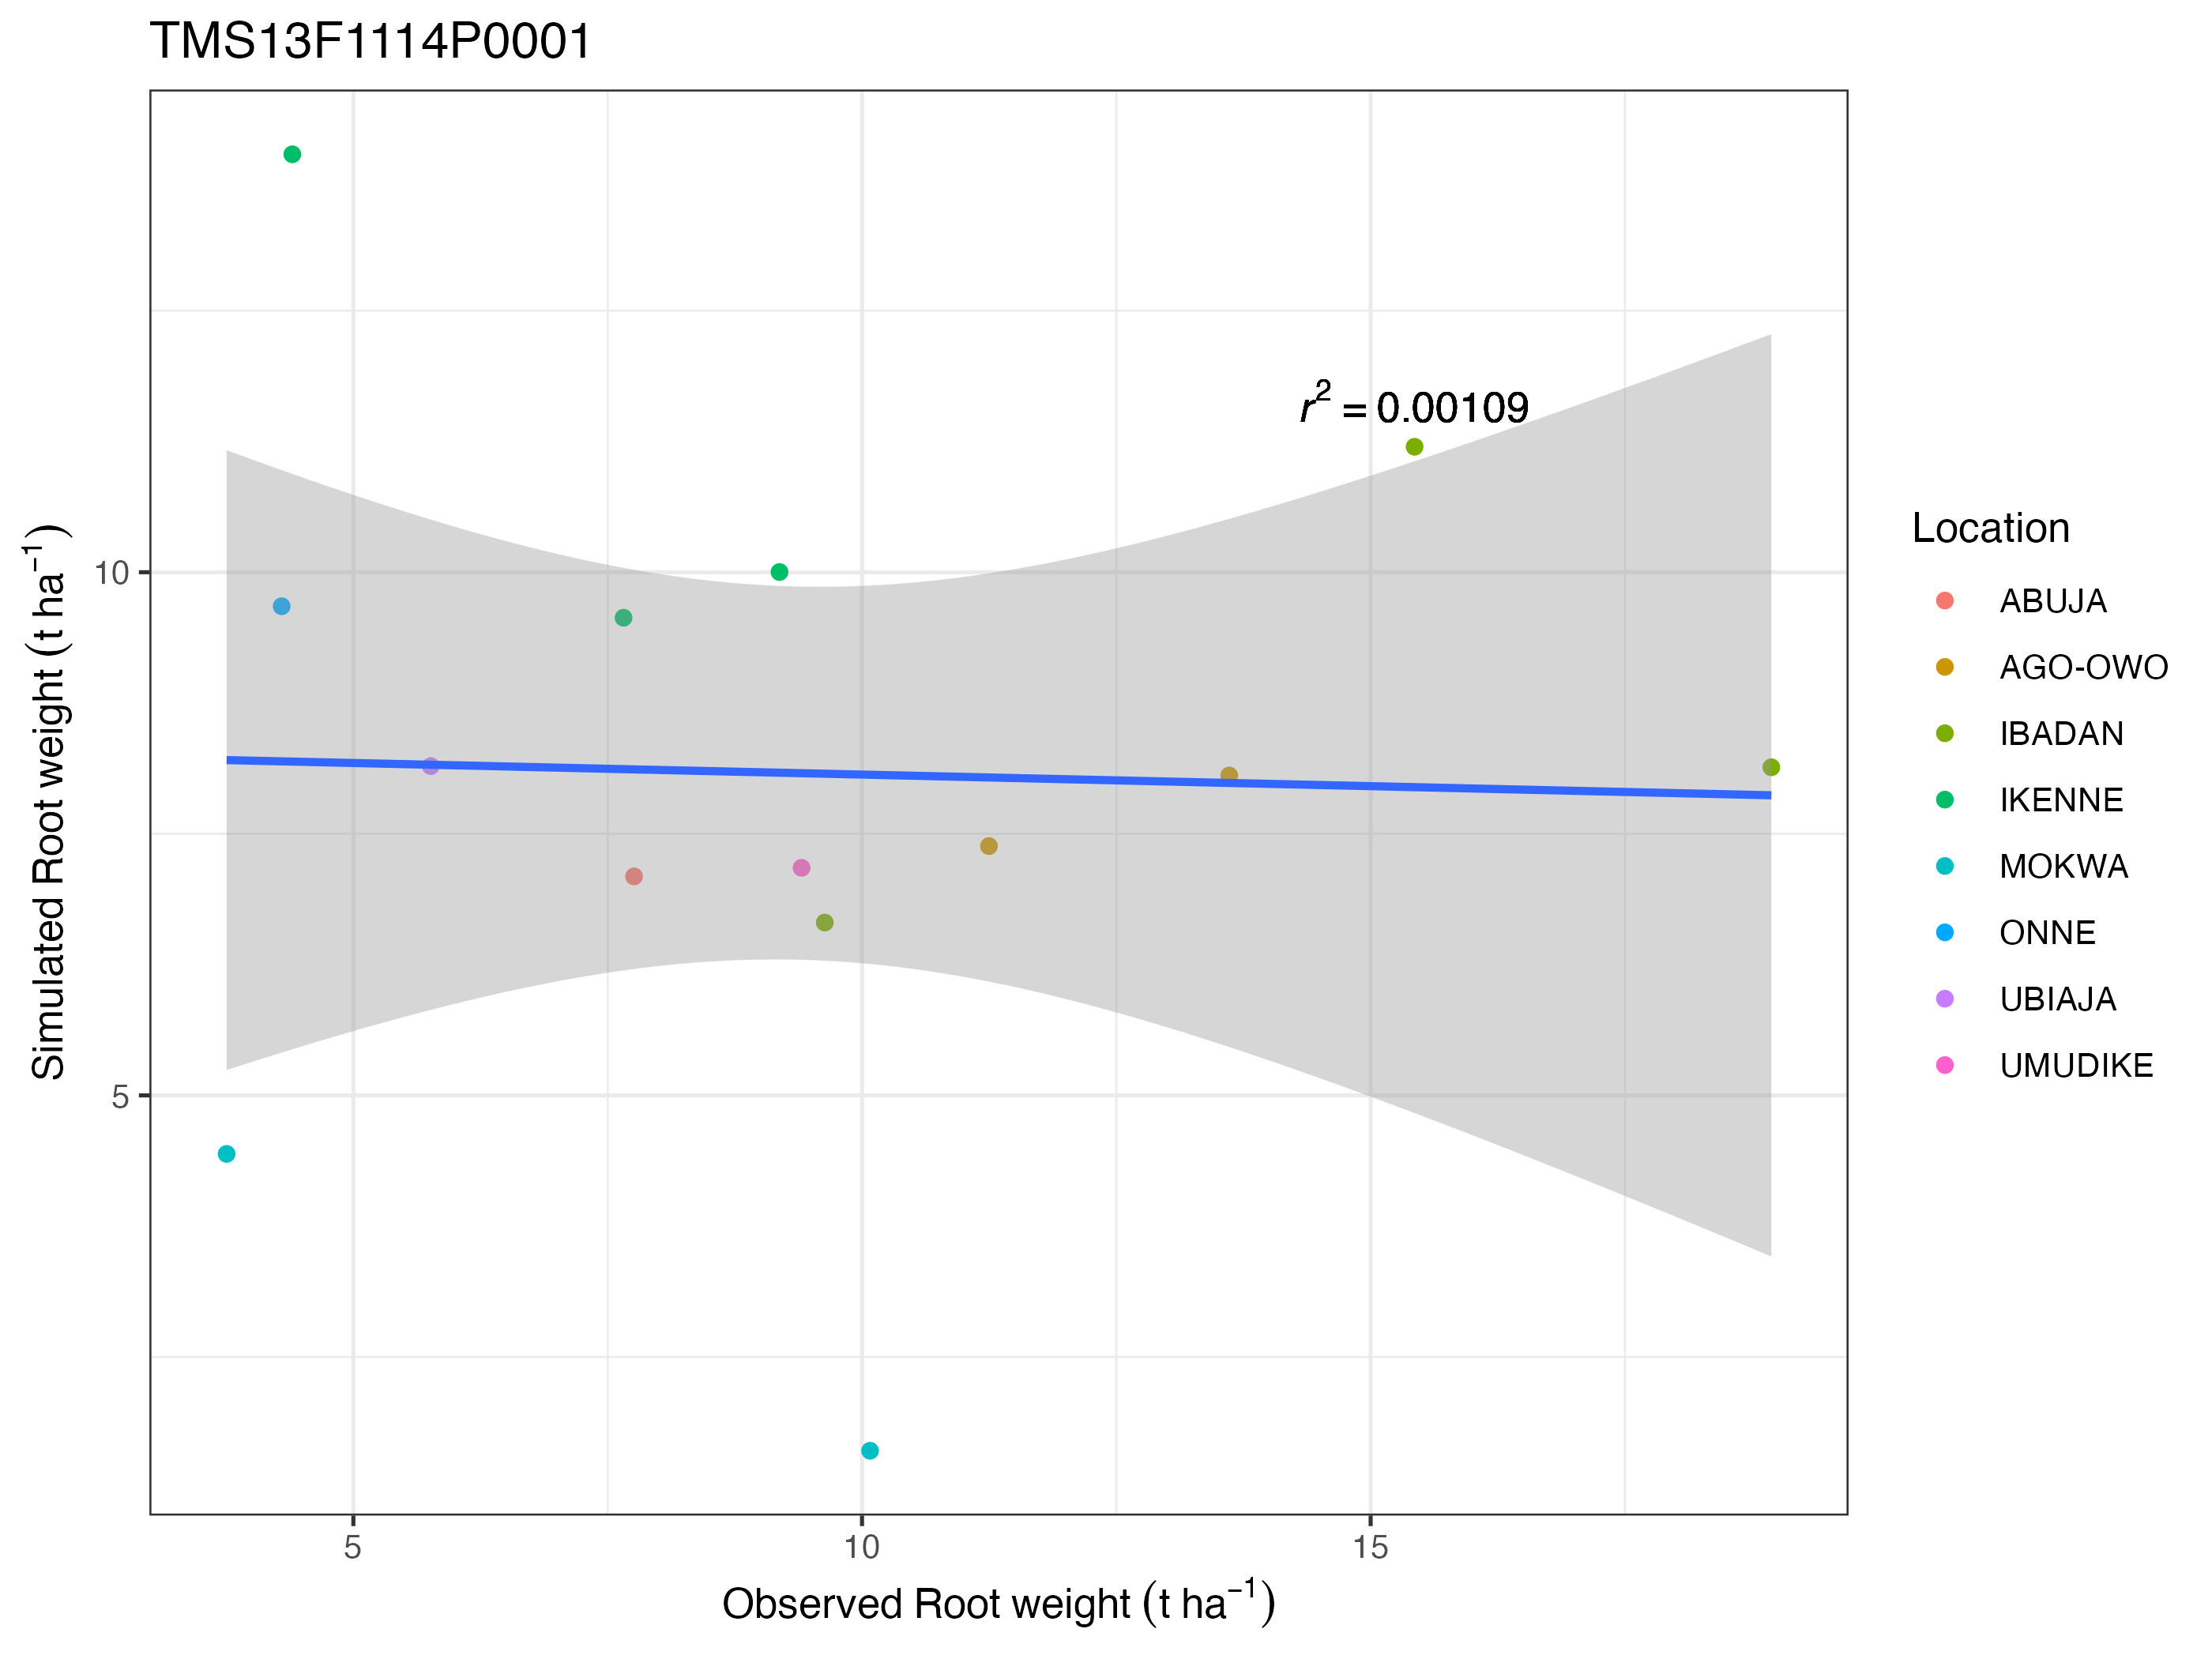 TMS13F1114P0001
r² = 0.00109
10
5
Simulated Root weight (t ha⁻¹)
5 10 15
Observed Root weight (t ha⁻¹)
Location
ABUJA
AGO-OWO
IBADAN
IKENNE
MOKWA
ONNE
UBIAJA
UMUDIKE